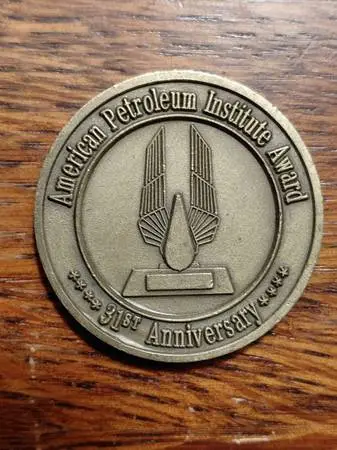 American Petroleum Institute Award
31ST Anniversary